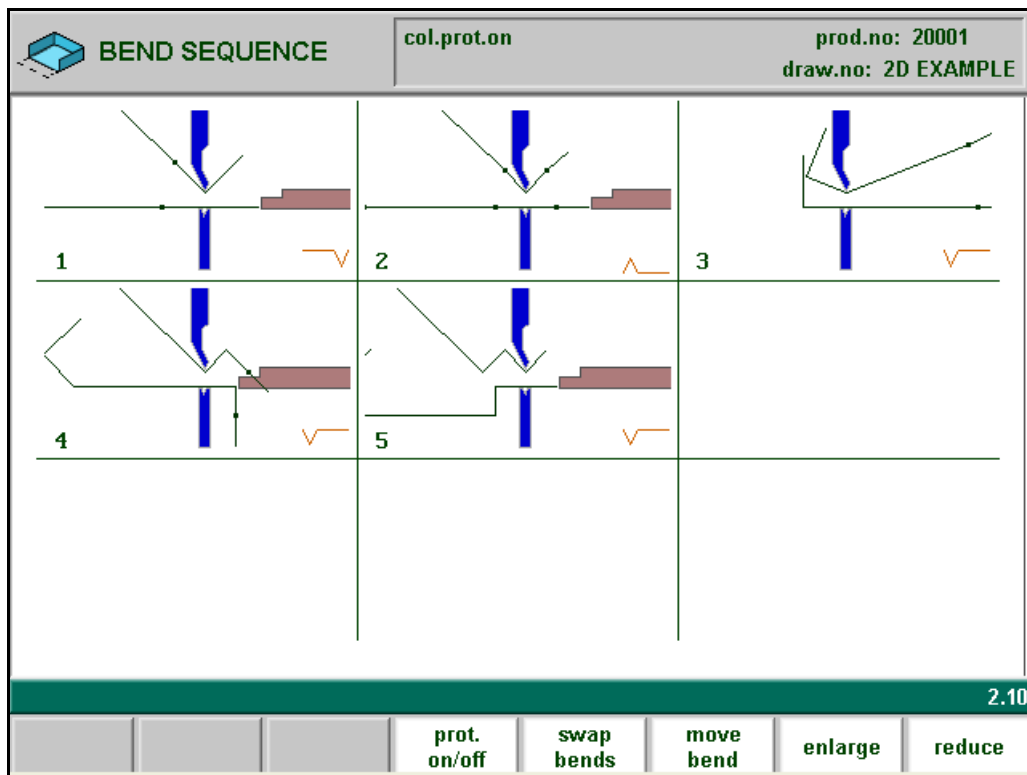 BEND SEQUENCE
col.prot.on
prod.no: 20001
draw.no: 2D EXAMPLE
1
2
3
4
5
2.10
prot.
on/off
swap
bends
move
bend
enlarge
reduce